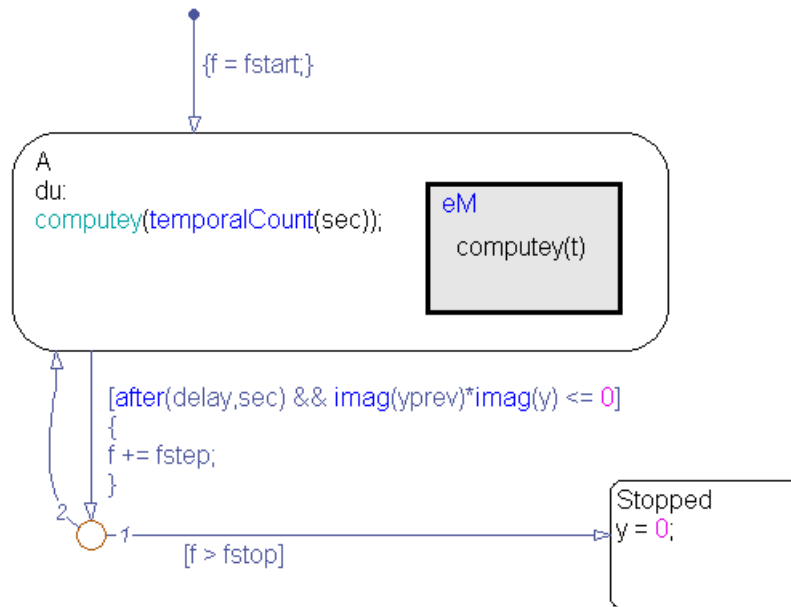 {f = fstart;}
A
du:
computey(temporalCount(sec));
eM
computey(t)
[after(delay,sec) && imag(yprev)*imag(y) <= 0]
{
f += fstep;
}
2
1
[f > fstop]
Stopped
y = 0;